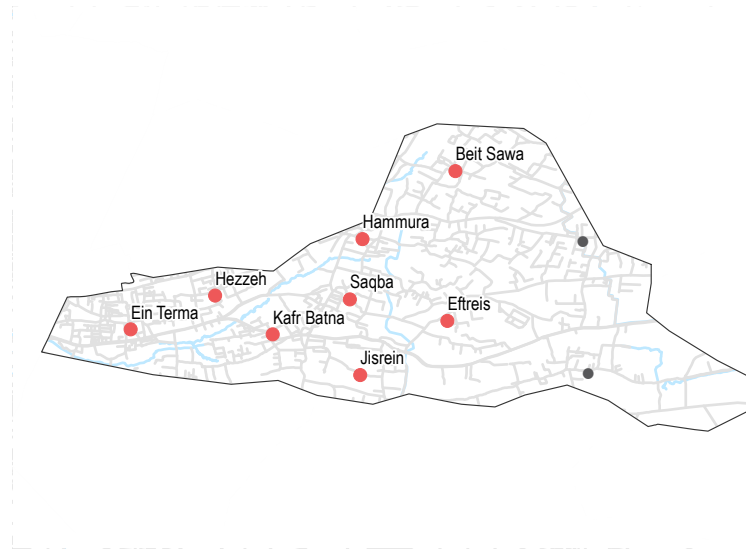 Beit Sawa
Hammura
Hezzeh
Saqba
Ein Terma
Kafr Batna
Eftreis
Jisrein